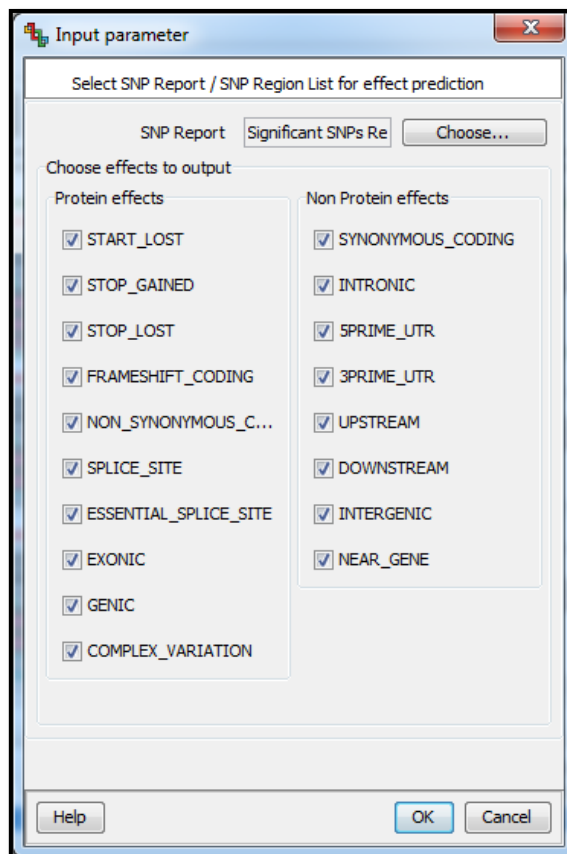 Input parameter
Select SNP Report / SNP Region List for effect prediction
SNP Report Significant SNPs Re Choose...
Choose effects to output
Protein effects Non Protein effects
START_LOST SYNONYMOUS_CODING
STOP_GAINED INTRONIC
STOP_LOST 5PRIME_UTR
FRAMESHIFT_CODING 3PRIME_UTR
NON_SYNONYMOUS_C... UPSTREAM
SPLICE_SITE DOWNSTREAM
ESSENTIAL_SPLICE_SITE INTERGENIC
EXONIC NEAR_GENE
GENIC
COMPLEX_VARIATION
Help OK Cancel